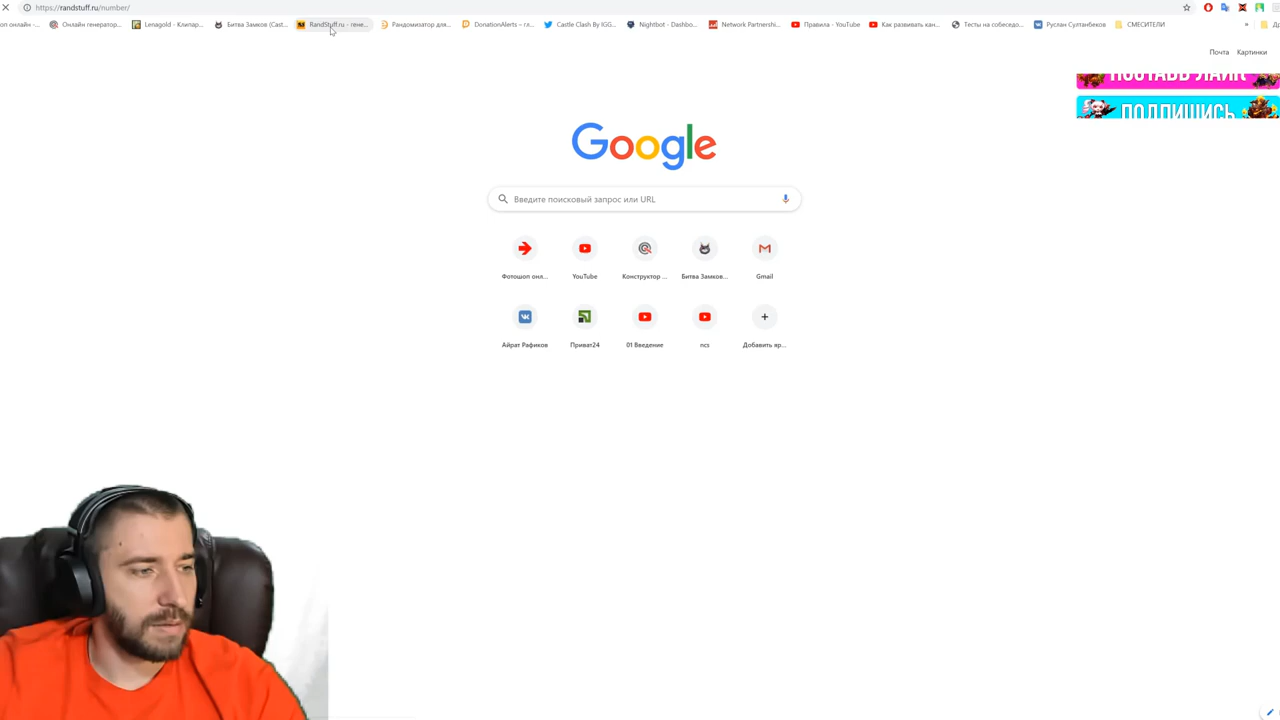 https://randstuff.ru/number/
оп онлайн -...
Онлайн генератор...
Lenagold - Клипар...
Битва Замков (Cast...
RandStuff.ru - гене...
Рандомизатор для...
DonationAlerts – гл...
Castle Clash By IGG...
Nightbot - Dashbo...
Network Partnershi...
Правила - YouTube
Как развивать кан...
Тесты на собеседо...
Руслан Султанбеков
СМЕСИТЕЛИ
»
Почта
Картинки
ПОСТАВЬ ЛАЙК
ПОДПИШИСЬ
Google
Введите поисковый запрос или URL
Фотошоп онл...
YouTube
Конструктор ...
Битва Замков...
Gmail
Айрат Рафиков
Приват24
01 Введение
ncs
Добавить яр...